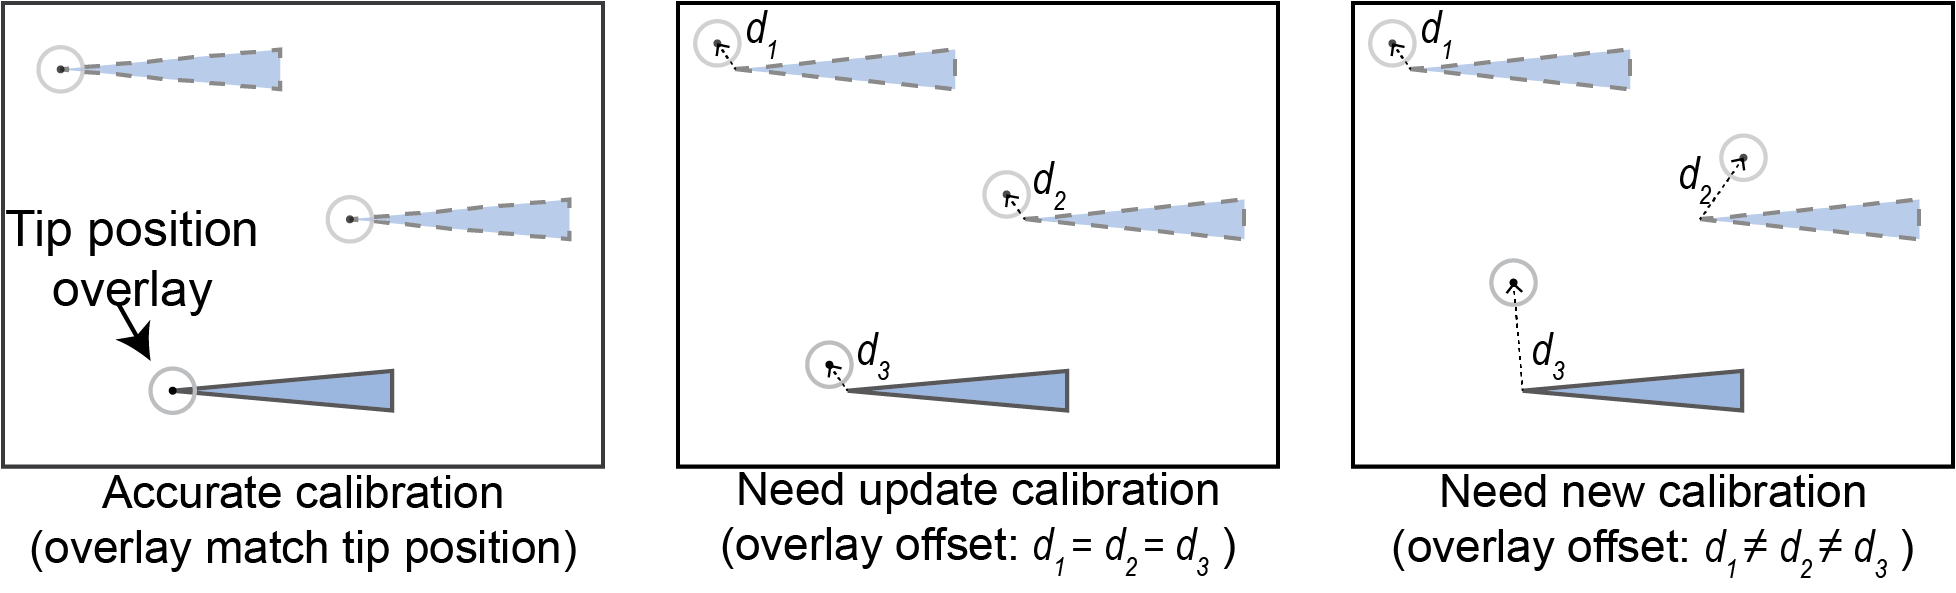 Tip position
overlay
Accurate calibration
(overlay match tip position)
d1
d2
d3
Need update calibration
(overlay offset: d1 = d2 = d3 )
d1
d2
d3
Need new calibration
(overlay offset: d1 ≠ d2 ≠ d3 )